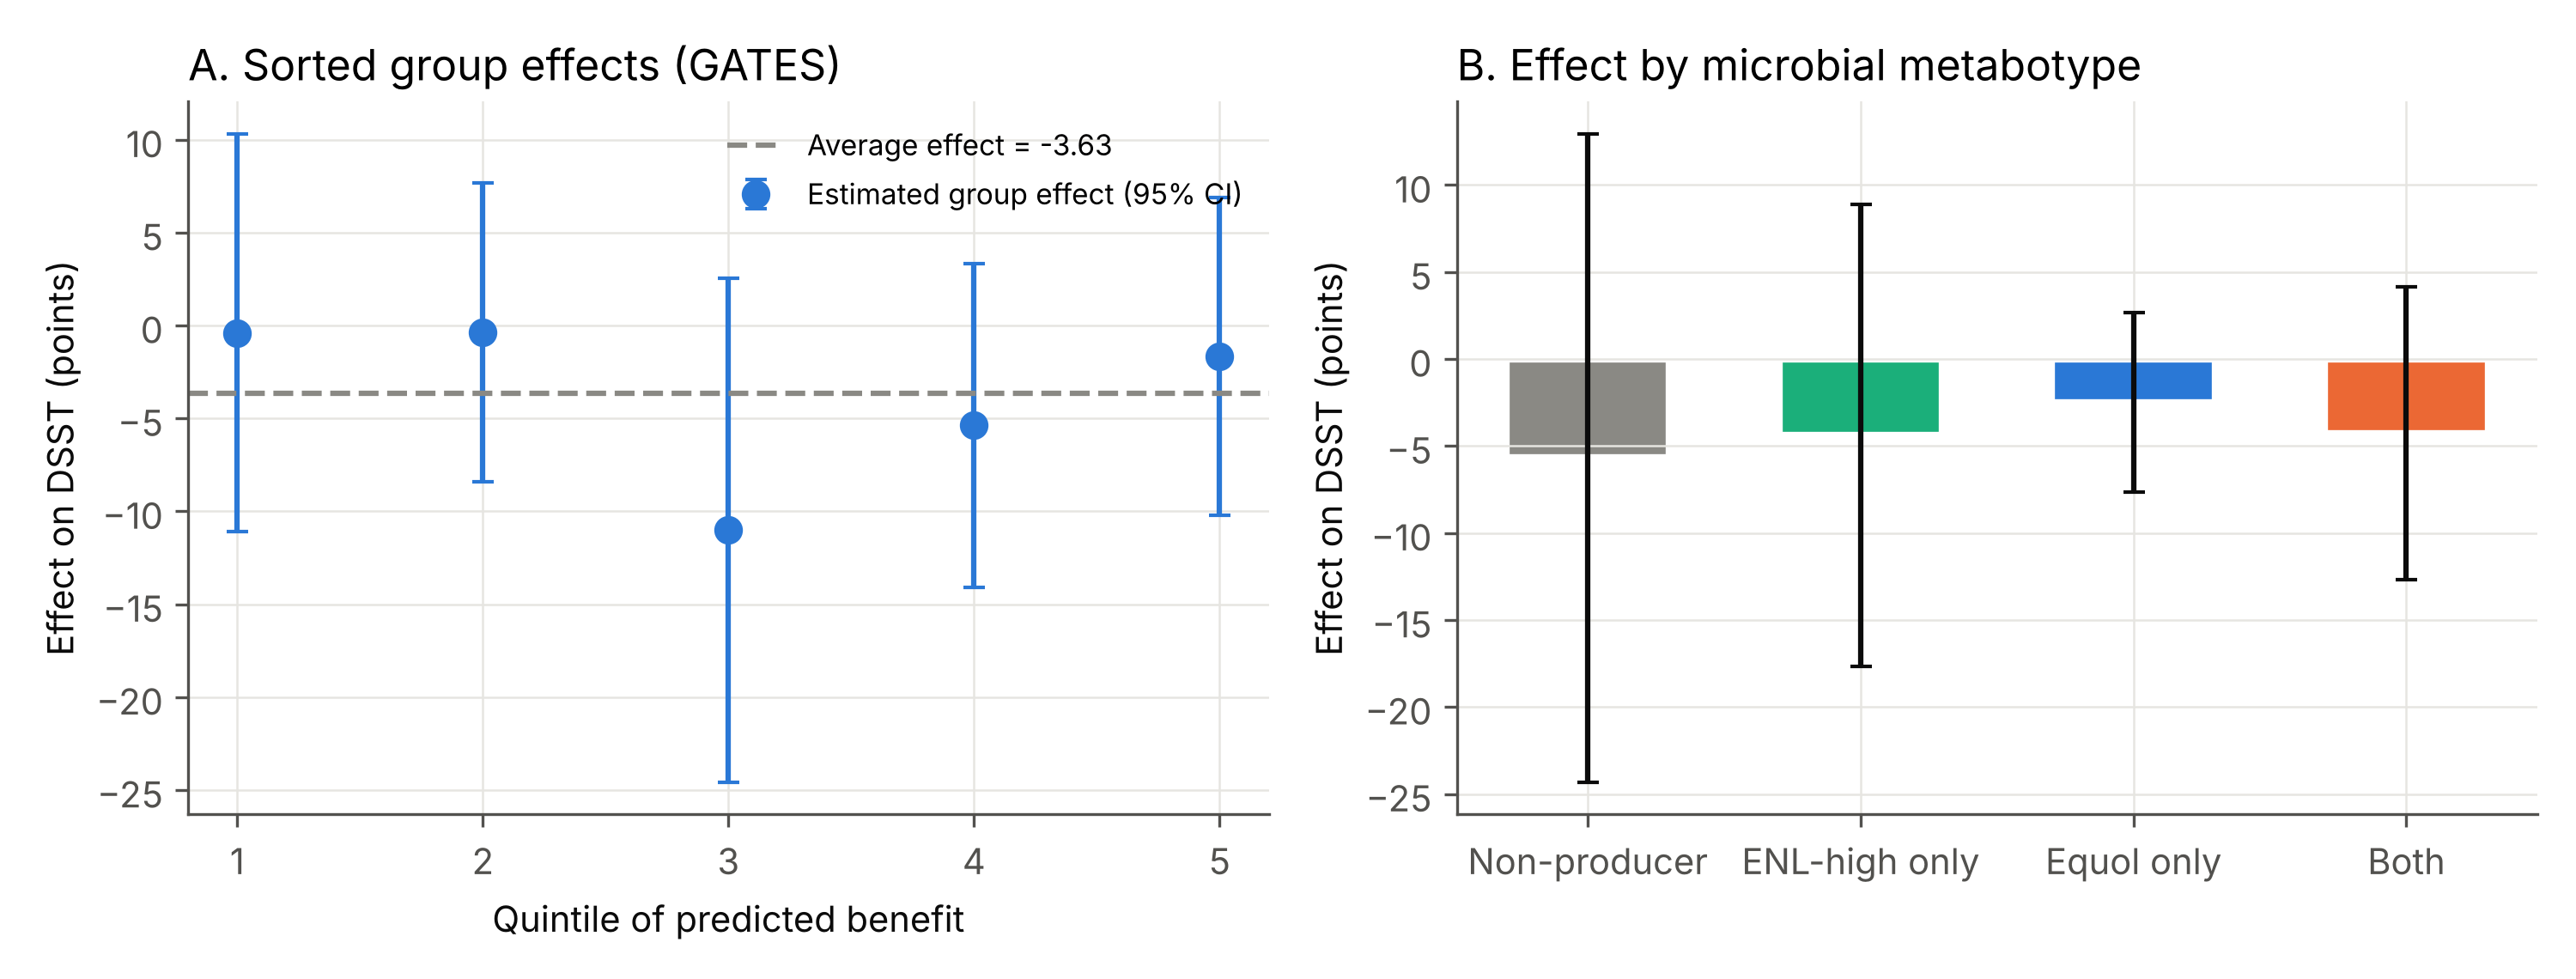 A. Sorted group effects (GATES)
Average effect = -3.63
Estimated group effect (95% CI)
Effect on DSST (points)
10
5
0
−5
−10
−15
−20
−25
1
2
3
4
5
Quintile of predicted benefit
B. Effect by microbial metabotype
Effect on DSST (points)
10
5
0
−5
−10
−15
−20
−25
Non-producer
ENL-high only
Equol only
Both